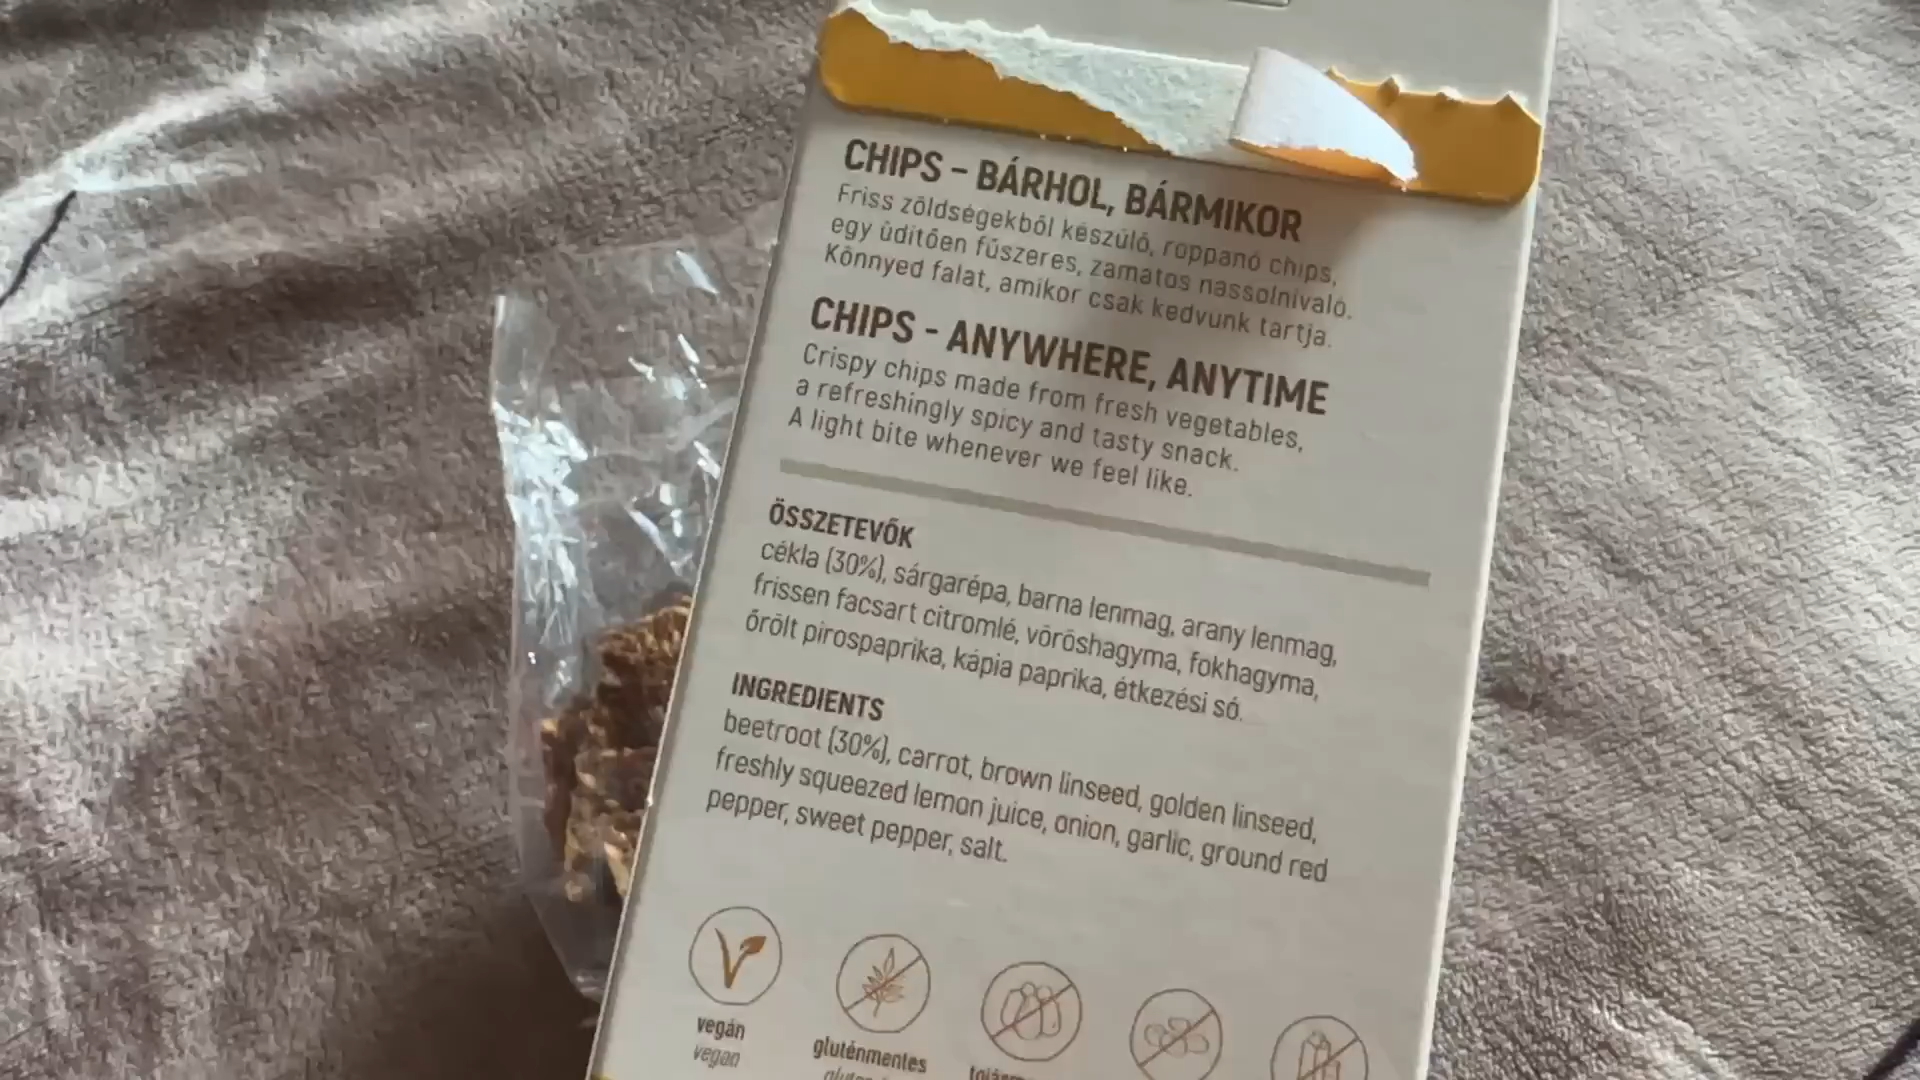 CHIPS – BÁRHOL, BÁRMIKOR
Friss zöldségekből készülő, roppanó chips,
egy üdítően fűszeres, zamatos nassolnivaló.
Könnyed falat, amikor csak kedvunk tartja.
CHIPS - ANYWHERE, ANYTIME
Crispy chips made from fresh vegetables,
a refreshingly spicy and tasty snack.
A light bite whenever we feel like.
ÖSSZETEVŐK
cékla (30%), sárgarépa, barna lenmag, arany lenmag,
frissen facsart citromlé, vöröshagyma, fokhagyma,
őrölt pirospaprika, kápia paprika, étkezési só.
INGREDIENTS
beetroot (30%), carrot, brown linseed, golden linseed,
freshly squeezed lemon juice, onion, garlic, ground red
pepper, sweet pepper, salt.
vegán
vegan
gluténmentes